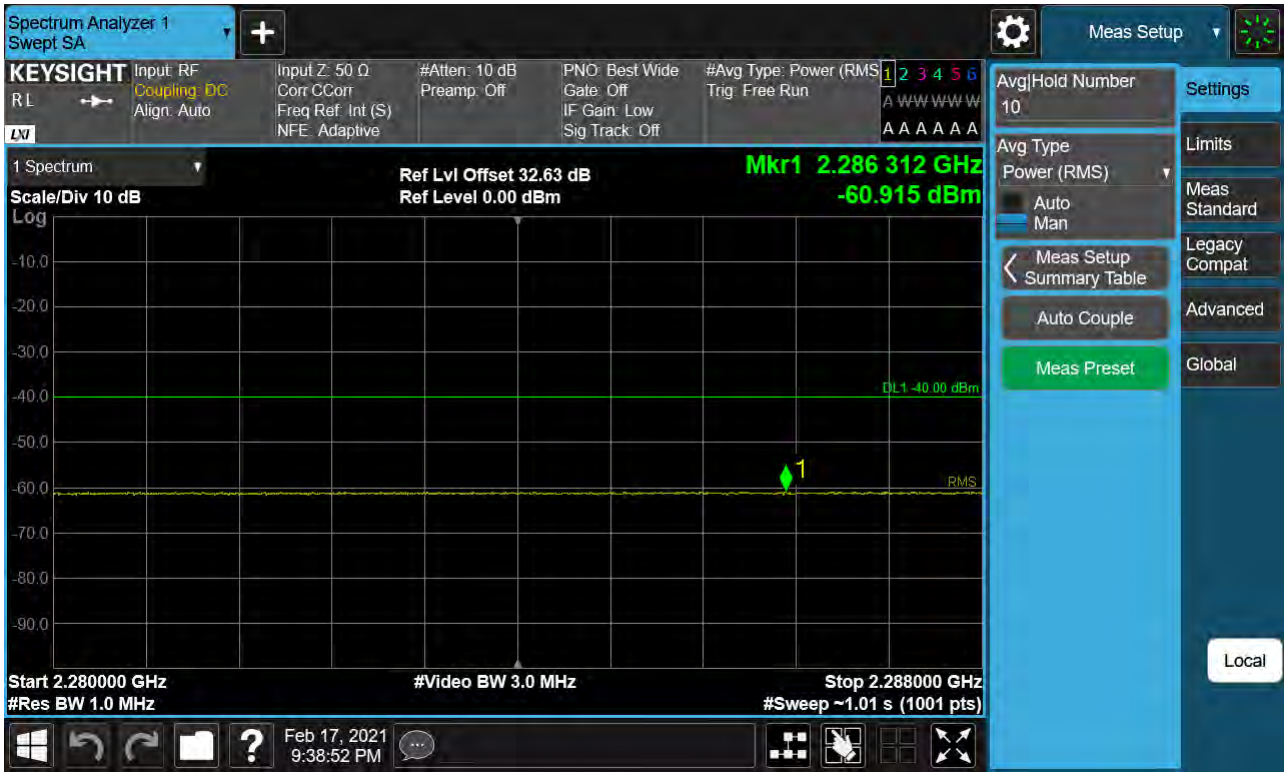 Spectrum Analyzer 1
Swept SA
+
Meas Setup
KEYSIGHT
RL
LXI
Input: RF
Coupling: DC
Align: Auto
Input Z: 50 Ω
Corr CCorr
Freq Ref: Int (S)
NFE: Adaptive
#Atten: 10 dB
Preamp: Off
PNO: Best Wide
Gate: Off
IF Gain: Low
Sig Track: Off
#Avg Type: Power (RMS
Trig: Free Run
1 2 3 4 5 6
A W W W W W
A A A A A A
1 Spectrum
Scale/Div 10 dB
Log
Ref Lvl Offset 32.63 dB
Ref Level 0.00 dBm
Mkr1 2.286 312 GHz
-60.915 dBm
-10.0
-20.0
-30.0
-40.0
DL1 -40.00 dBm
-50.0
1
-60.0
RMS
-70.0
-80.0
-90.0
Start 2.280000 GHz
#Res BW 1.0 MHz
#Video BW 3.0 MHz
Stop 2.288000 GHz
#Sweep ~1.01 s (1001 pts)
Avg|Hold Number
10
Avg Type
Power (RMS)
Auto
Man
Meas Setup
Summary Table
Auto Couple
Meas Preset
Settings
Limits
Meas
Standard
Legacy
Compat
Advanced
Global
Local
?
Feb 17, 2021
9:38:52 PM